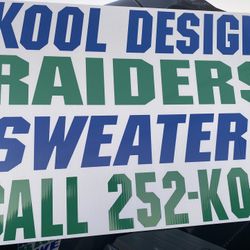 KOOL DESIG
RAIDERS
SWEATER
CALL 252-KO